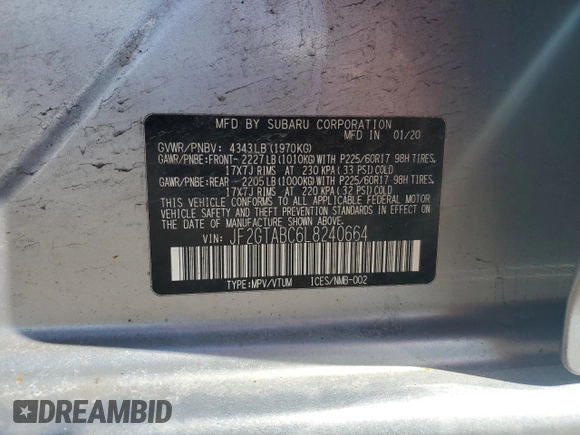 MFD BY SUBARU CORPORATION
MFD IN 01/20
GVWR/PNBV: 4343LB(1970KG)
GAWR/PNBE:FRONT-2227LB(1010KG)WITH P225/60R17 98H TIRES,
17X7J RIMS AT 230 KPA(33 PSI)COLD
GAWR/PNBE:REAR -2205LB(1000KG)WITH P225/60R17 98H TIRES,
17X7J RIMS AT 220 KPA(32 PSI)COLD
THIS VEHICLE CONFORMS TO ALL APPLICABLE FEDERAL MOTOR
VEHICLE SAFETY AND THEFT PREVENTION STANDARDS IN EFFECT ON
THE DATE OF MANUFACTURE SHOWN ABOVE.
VIN: JF2GTABC6L8240664
TYPE:MPV/VTUM ICES/NMB-002
DREAMBID